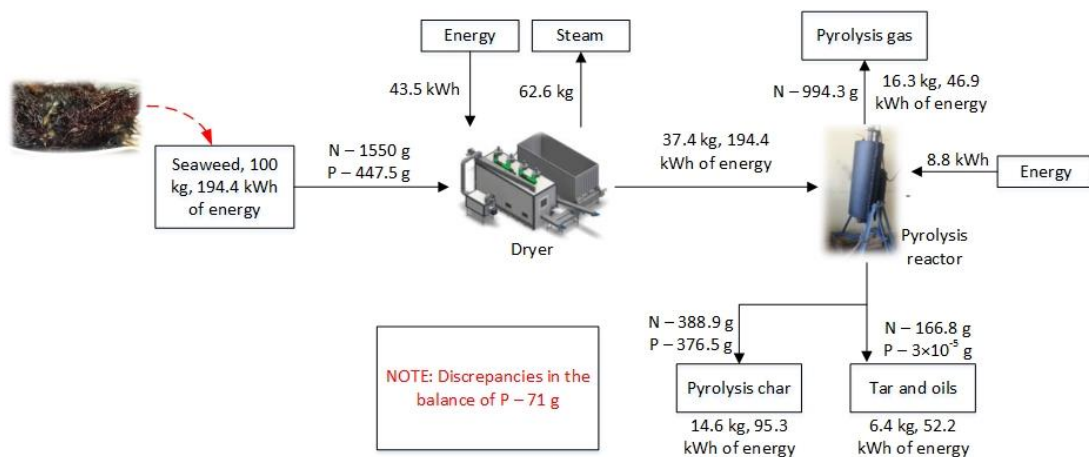 Energy
Steam
Pyrolysis gas
43.5 kWh
62.6 kg
N – 994.3 g
16.3 kg, 46.9
kWh of energy
Seaweed, 100
kg, 194.4 kWh
of energy
N – 1550 g
P – 447.5 g
Dryer
37.4 kg, 194.4
kWh of energy
8.8 kWh
Energy
Pyrolysis
reactor
NOTE: Discrepancies in the
balance of P – 71 g
N – 388.9 g
P – 376.5 g
N – 166.8 g
P – 3×10⁻⁵ g
Pyrolysis char
Tar and oils
14.6 kg, 95.3
kWh of energy
6.4 kg, 52.2
kWh of energy